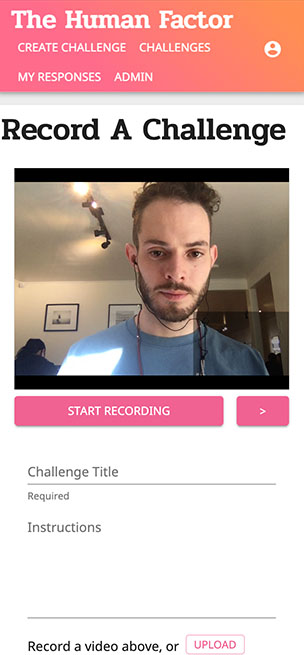 The Human Factor
CREATE CHALLENGE CHALLENGES
MY RESPONSES ADMIN
Record A Challenge
START RECORDING >
Challenge Title
Required
Instructions
Record a video above, or UPLOAD